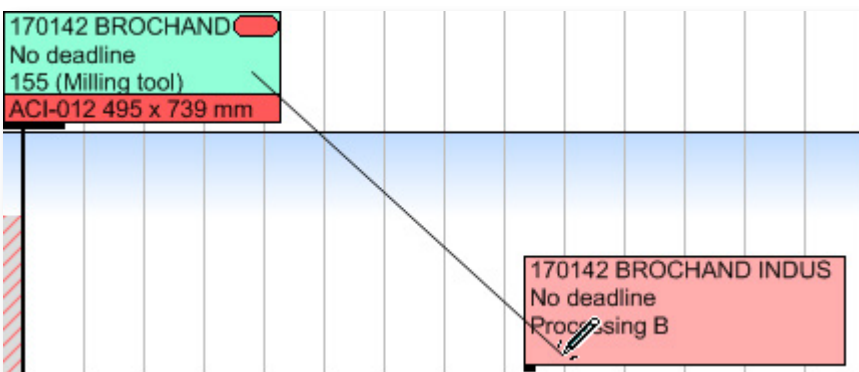 170142 BROCHAND
No deadline
155 (Milling tool)
ACI-012 495 x 739 mm
170142 BROCHAND INDUS
No deadline
Processing B